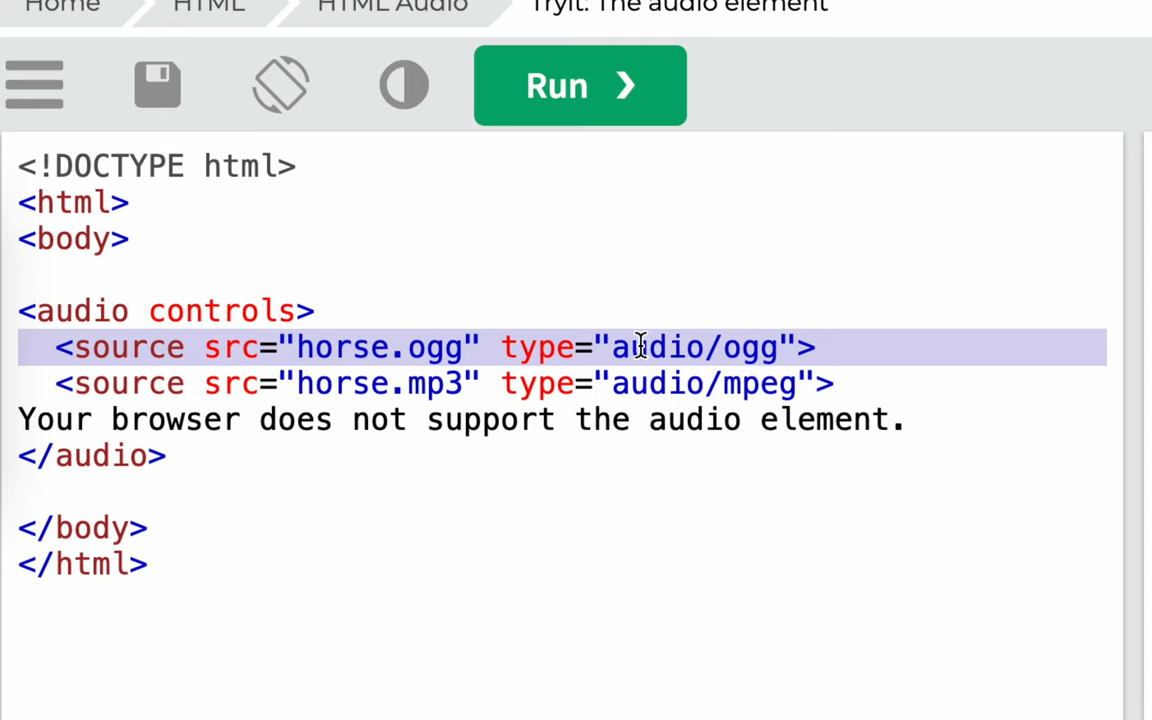 Home HTML HTML Audio Tryit: The audio element
Run ❯
<!DOCTYPE html>
<html>
<body>
<audio controls>
<source src="horse.ogg" type="audio/ogg">
<source src="horse.mp3" type="audio/mpeg">
Your browser does not support the audio element.
</audio>
</body>
</html>